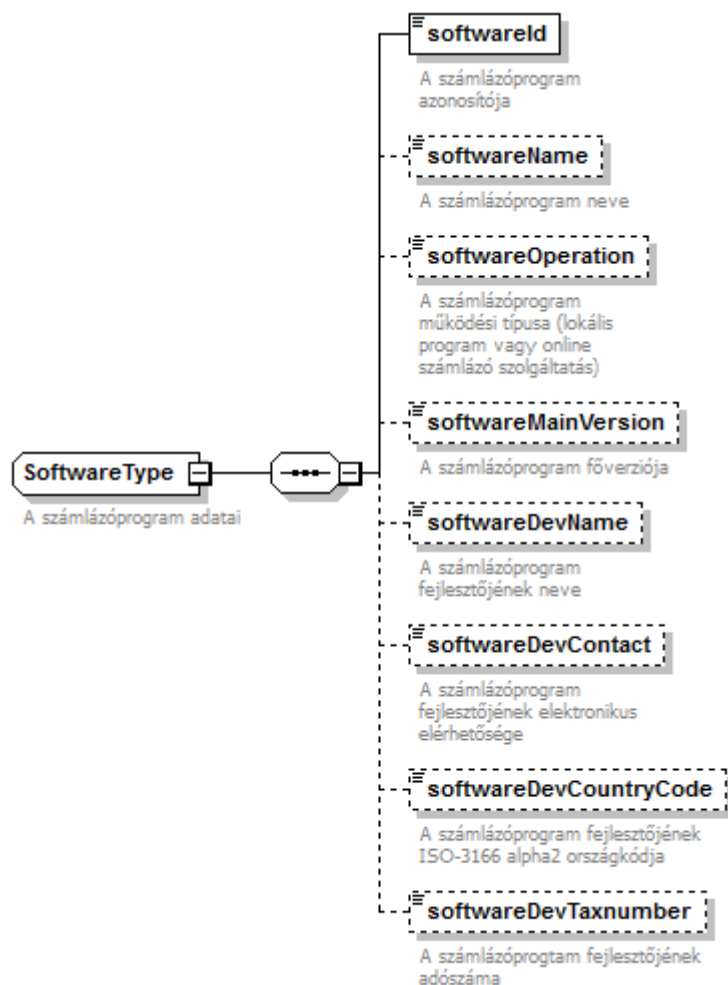 softwareId
A számlázóprogram
azonosítója
softwareName
A számlázóprogram neve
softwareOperation
A számlázóprogram
működési típusa (lokális
program vagy online
számlázó szolgáltatás)
softwareMainVersion
A számlázóprogram főverziója
SoftwareType
A számlázóprogram adatai
softwareDevName
A számlázóprogram
fejlesztőjének neve
softwareDevContact
A számlázóprogram
fejlesztőjének elektronikus
elérhetősége
softwareDevCountryCode
A számlázóprogram fejlesztőjének
ISO-3166 alpha2 országkódja
softwareDevTaxnumber
A számlázóprogtam fejlesztőjének
adószáma